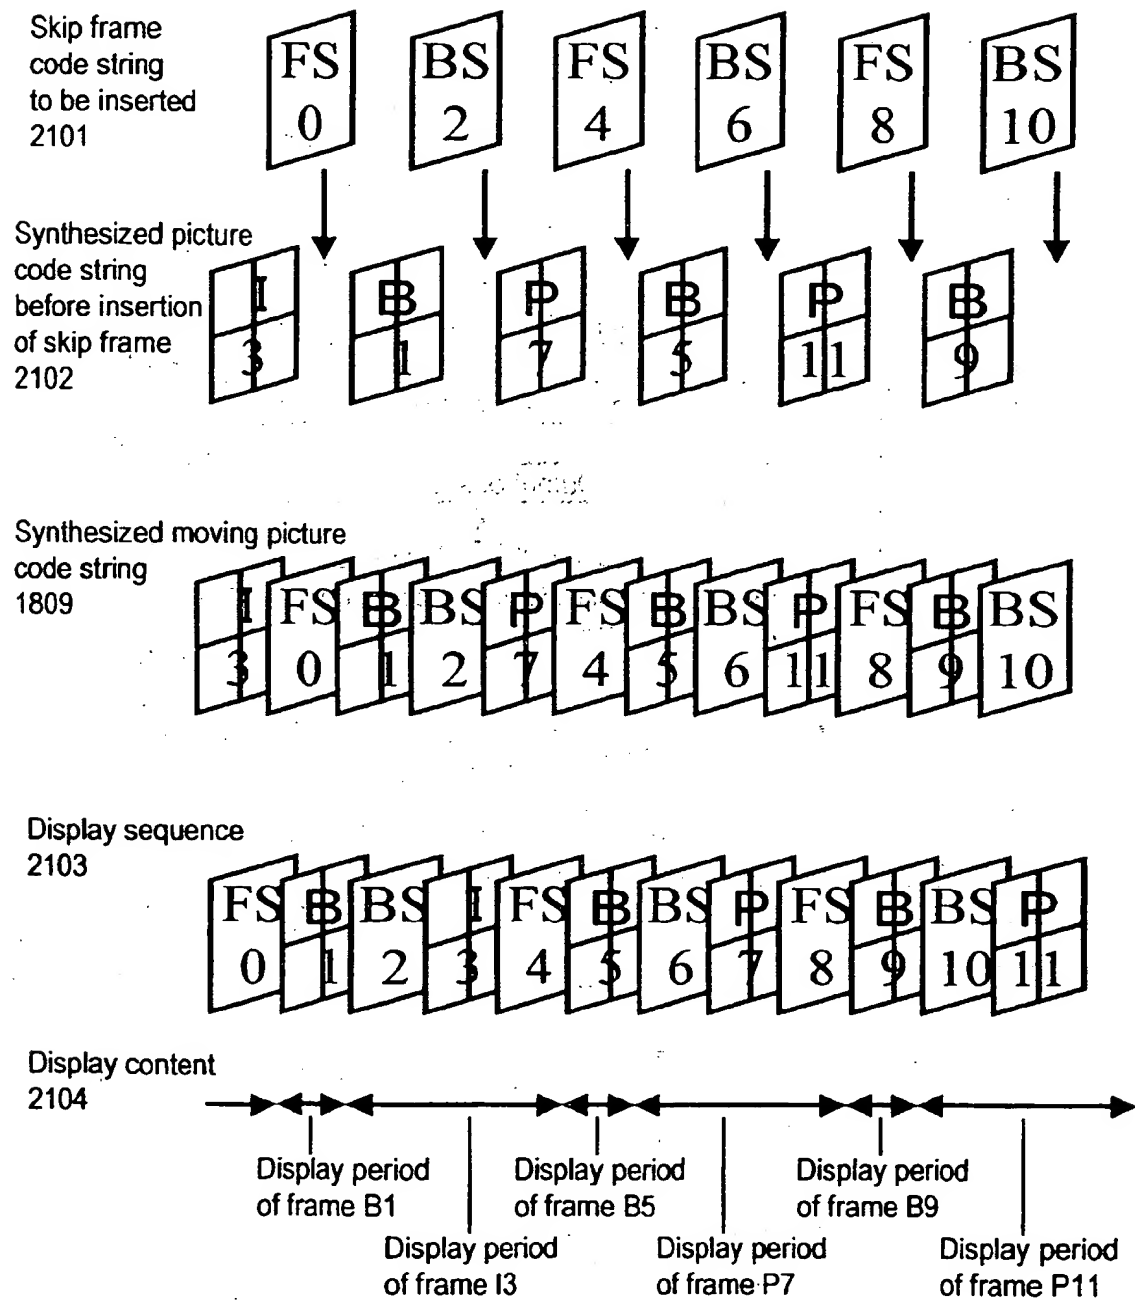 Skip frame
code string
to be inserted
2101
FS BS FS BS FS BS
0 2 4 6 8 10
Synthesized picture
code string
before insertion
of skip frame
2102
I B P B P B
3 1 7 5 11 9
Synthesized moving picture
code string
1809
I FS B BS P FS B BS P FS B BS
3 0 1 2 7 4 5 6 11 8 9 10
Display sequence
2103
FS B BS I FS B BS P FS B BS P
0 1 2 3 4 5 6 7 8 9 10 11
Display content
2104
Display period
of frame B1
Display period
of frame B5
Display period
of frame B9
Display period
of frame I3
Display period
of frame P7
Display period
of frame P11